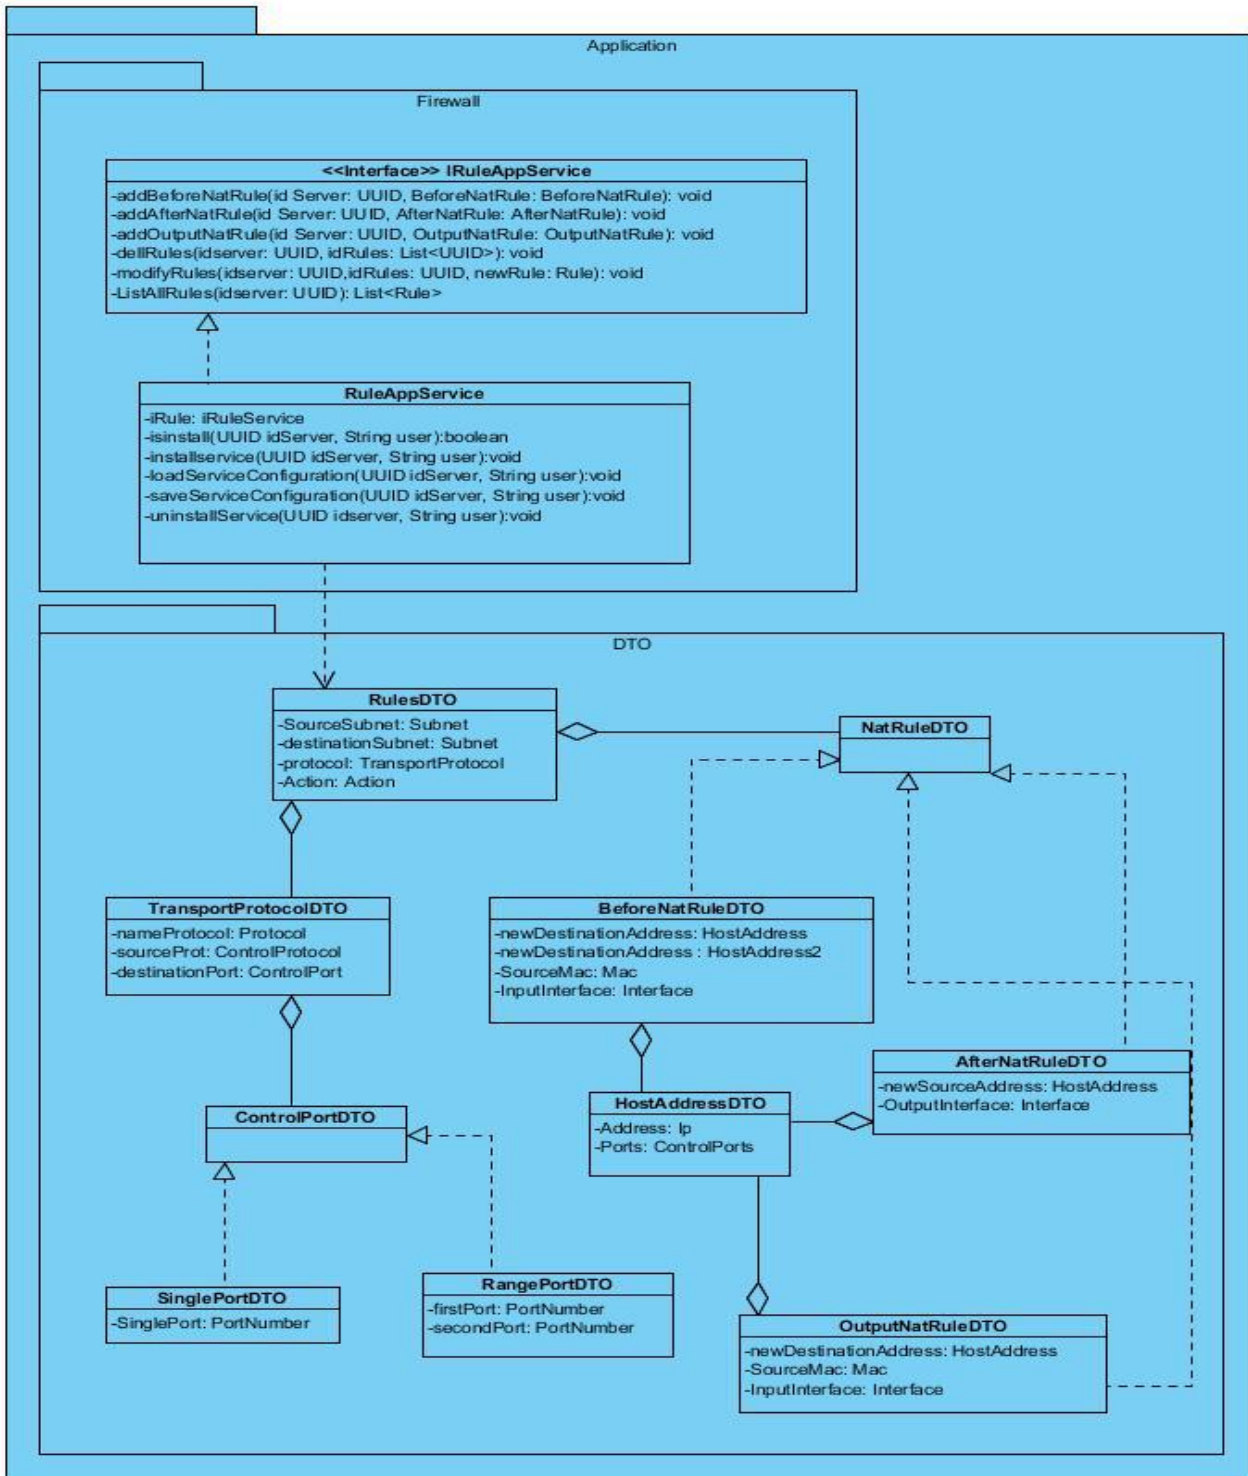 Application
Firewall
<<Interface>> IRuleAppService
-addBeforeNatRule(id Server: UUID, BeforeNatRule: BeforeNatRule): void
-addAfterNatRule(id Server: UUID, AfterNatRule: AfterNatRule): void
-addOutputNatRule(id Server: UUID, OutputNatRule: OutputNatRule): void
-dellRules(idserver: UUID, idRules: List<UUID>): void
-modifyRules(idserver: UUID,idRules: UUID, newRule: Rule): void
-ListAllRules(idserver: UUID): List<Rule>
RuleAppService
-iRule: iRuleService
-isinstall(UUID idServer, String user):boolean
-installservice(UUID idServer, String user):void
-loadServiceConfiguration(UUID idServer, String user):void
-saveServiceConfiguration(UUID idServer, String user):void
-uninstallService(UUID idserver, String user):void
DTO
RulesDTO
-SourceSubnet: Subnet
-destinationSubnet: Subnet
-protocol: TransportProtocol
-Action: Action
NatRuleDTO
TransportProtocolDTO
-nameProtocol: Protocol
-sourceProt: ControlProtocol
-destinationPort: ControlPort
BeforeNatRuleDTO
-newDestinationAddress: HostAddress
-newDestinationAddress : HostAddress2
-SourceMac: Mac
-InputInterface: Interface
AfterNatRuleDTO
-newSourceAddress: HostAddress
-OutputInterface: Interface
ControlPortDTO
HostAddressDTO
-Address: Ip
-Ports: ControlPorts
SinglePortDTO
-SinglePort: PortNumber
RangePortDTO
-firstPort: PortNumber
-secondPort: PortNumber
OutputNatRuleDTO
-newDestinationAddress: HostAddress
-SourceMac: Mac
-InputInterface: Interface